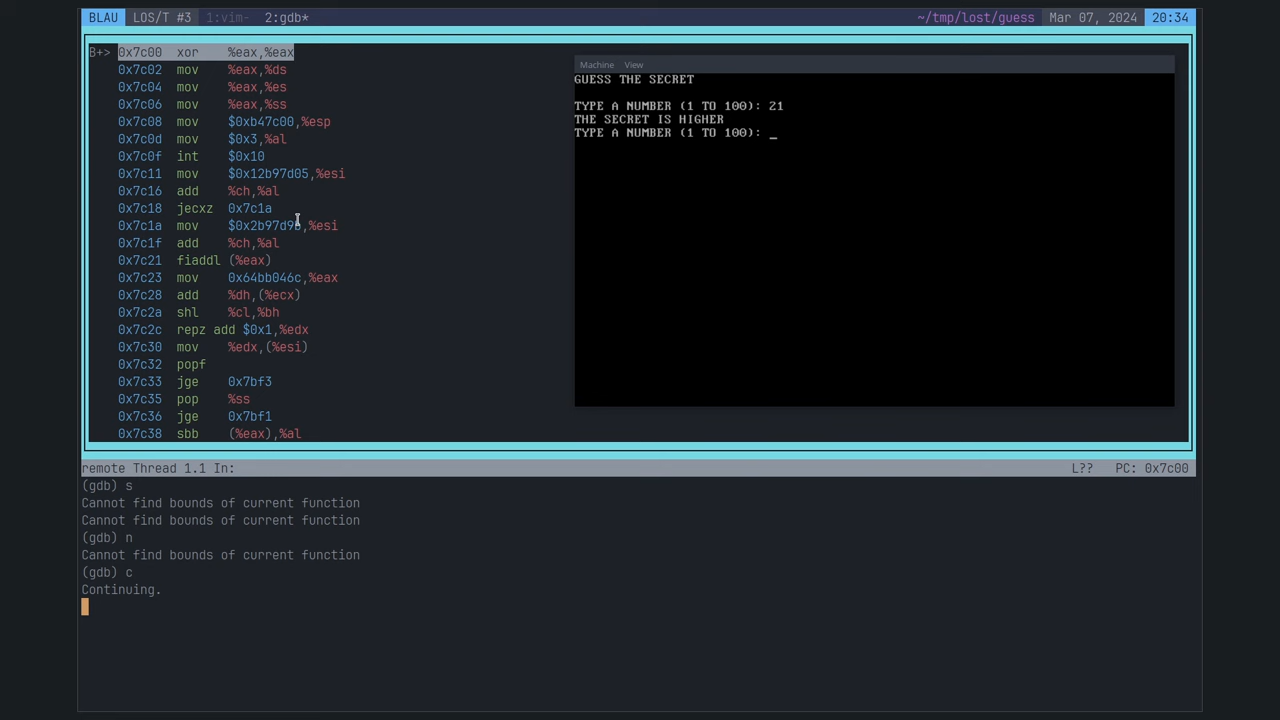 BLAU LOS/T #3 1:vim- 2:gdb* ~/tmp/lost/guess Mar 07, 2024 20:34
B+> 0x7c00 xor %eax,%eax
0x7c02 mov %eax,%ds
0x7c04 mov %eax,%es
0x7c06 mov %eax,%ss
0x7c08 mov $0xb47c00,%esp
0x7c0d mov $0x3,%al
0x7c0f int $0x10
0x7c11 mov $0x12b97d05,%esi
0x7c16 add %ch,%al
0x7c18 jecxz 0x7c1a
0x7c1a mov $0x2b97d9b,%esi
0x7c1f add %ch,%al
0x7c21 fiaddl (%eax)
0x7c23 mov 0x64bb046c,%eax
0x7c28 add %dh,(%ecx)
0x7c2a shl %cl,%bh
0x7c2c repz add $0x1,%edx
0x7c30 mov %edx,(%esi)
0x7c32 popf
0x7c33 jge 0x7bf3
0x7c35 pop %ss
0x7c36 jge 0x7bf1
0x7c38 sbb (%eax),%al
Machine View
GUESS THE SECRET
TYPE A NUMBER (1 TO 100): 21
THE SECRET IS HIGHER
TYPE A NUMBER (1 TO 100): _
remote Thread 1.1 In: L?? PC: 0x7c00
(gdb) s
Cannot find bounds of current function
Cannot find bounds of current function
(gdb) n
Cannot find bounds of current function
(gdb) c
Continuing.